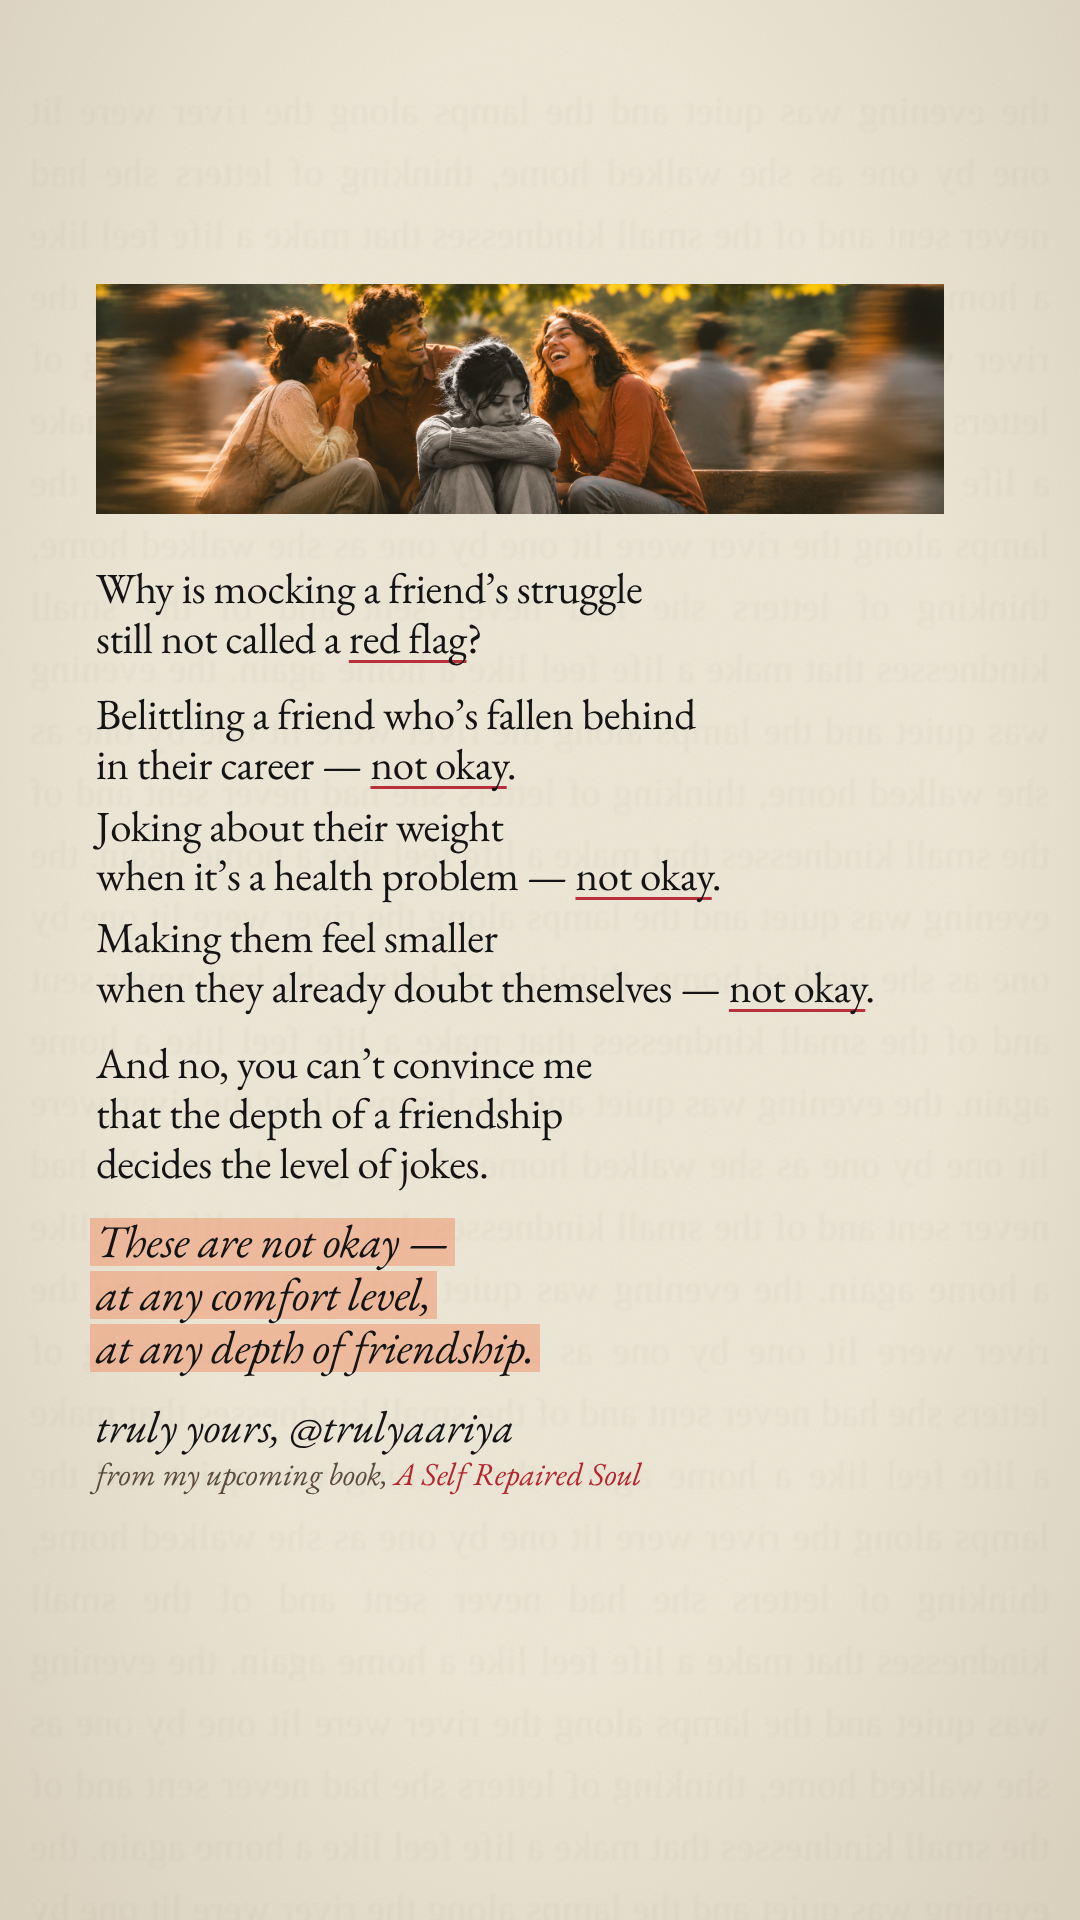 Why is mocking a friend’s struggle
still not called a red flag?
Belittling a friend who’s fallen behind
in their career — not okay.
Joking about their weight
when it’s a health problem — not okay.
Making them feel smaller
when they already doubt themselves — not okay.
And no, you can’t convince me
that the depth of a friendship
decides the level of jokes.
These are not okay —
at any comfort level,
at any depth of friendship.
truly yours, @trulyaariya
from my upcoming book, A Self Repaired Soul